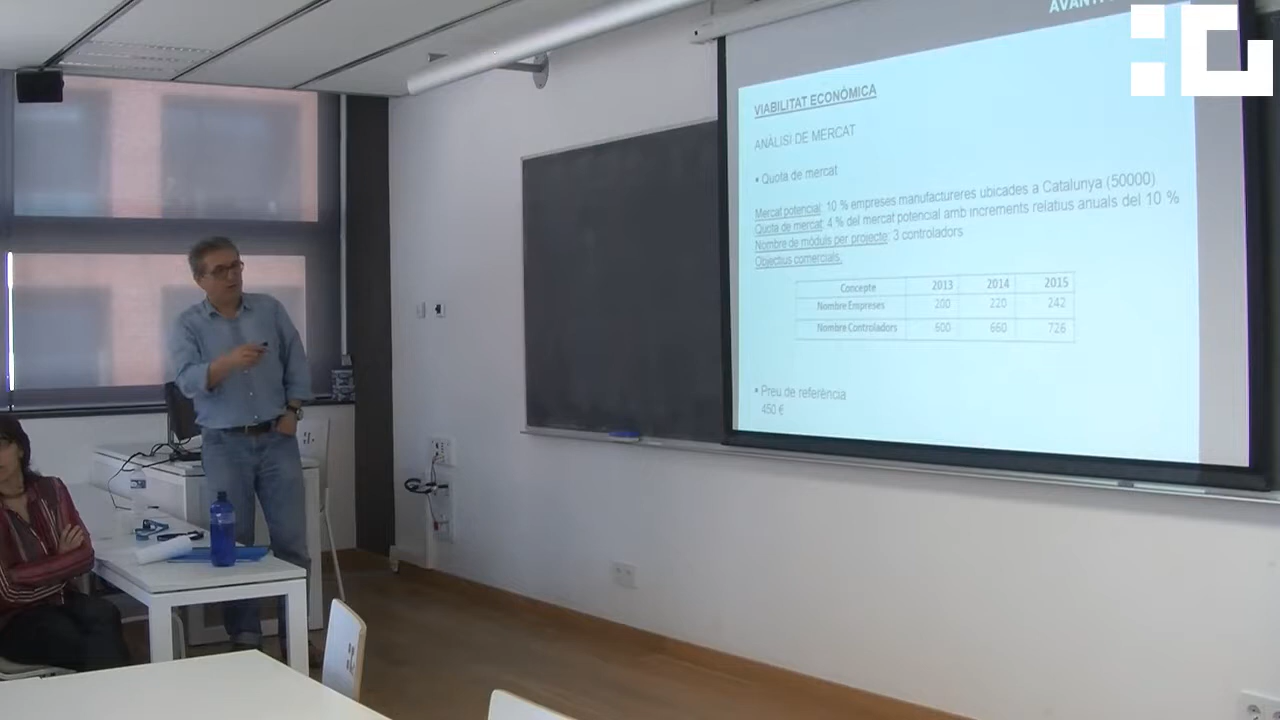 VIABILITAT ECONÒMICA
ANÀLISI DE MERCAT
• Quota de mercat
Mercat potencial: 10 % empreses manufactureres ubicades a Catalunya (50000)
Quota de mercat: 4 % del mercat potencial amb increments relatius anuals del 10 %
Nombre de mòduls per projecte: 3 controladors
Objectius comercials:
Concepte 2013 2014 2015
Nombre Empreses 200 220 242
Nombre Controladors 600 660 726
• Preu de referència
450 €